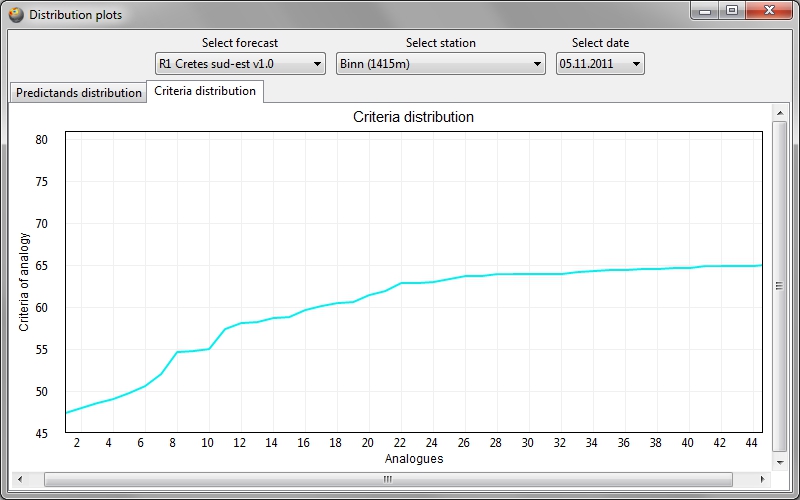 Distribution plots
Select forecast Select station Select date
R1 Cretes sud-est v1.0 Binn (1415m) 05.11.2011
Predictands distribution Criteria distribution
Criteria distribution
Criteria of analogy
80
75
70
65
60
55
50
45
2 4 6 8 10 12 14 16 18 20 22 24 26 28 30 32 34 36 38 40 42 44
Analogues